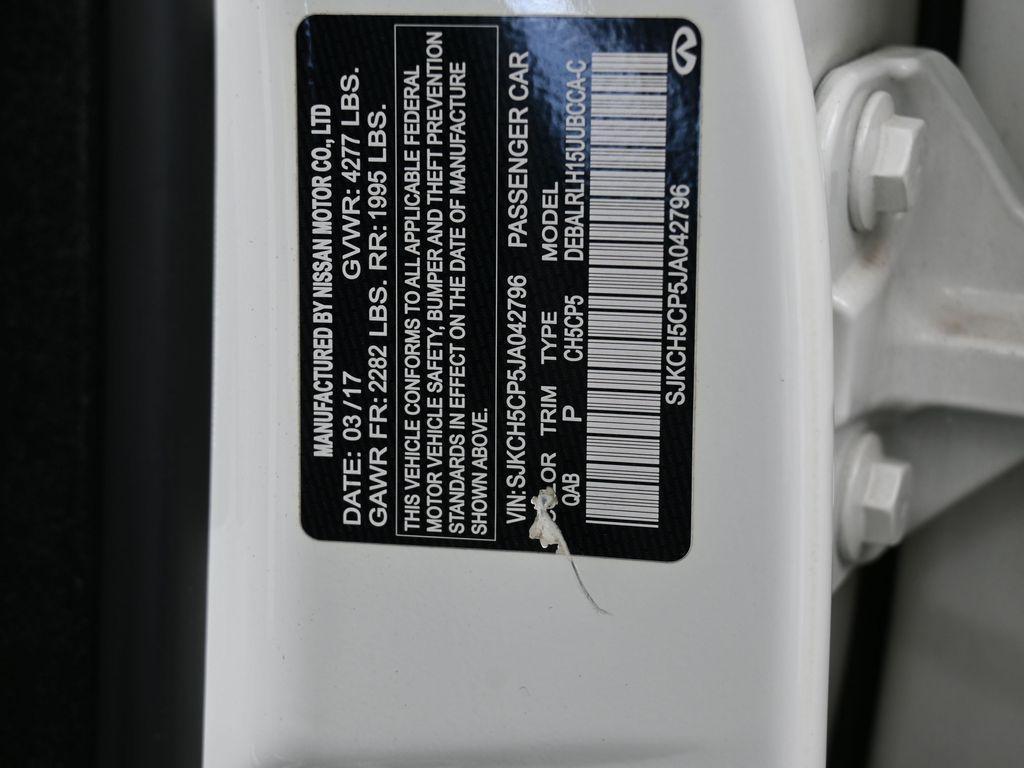 MANUFACTURED BY NISSAN MOTOR CO., LTD
DATE: 03/17 GVWR: 4277 LBS.
GAWR FR: 2282 LBS. RR: 1995 LBS.
THIS VEHICLE CONFORMS TO ALL APPLICABLE FEDERAL
MOTOR VEHICLE SAFETY, BUMPER AND THEFT PREVENTION
STANDARDS IN EFFECT ON THE DATE OF MANUFACTURE
SHOWN ABOVE.
VIN: SJKCH5CP5JA042796 PASSENGER CAR
LOR TRIM TYPE MODEL
QAB P CH5CP5 DEBALRLH15UUBCCA-C
SJKCH5CP5JA042796